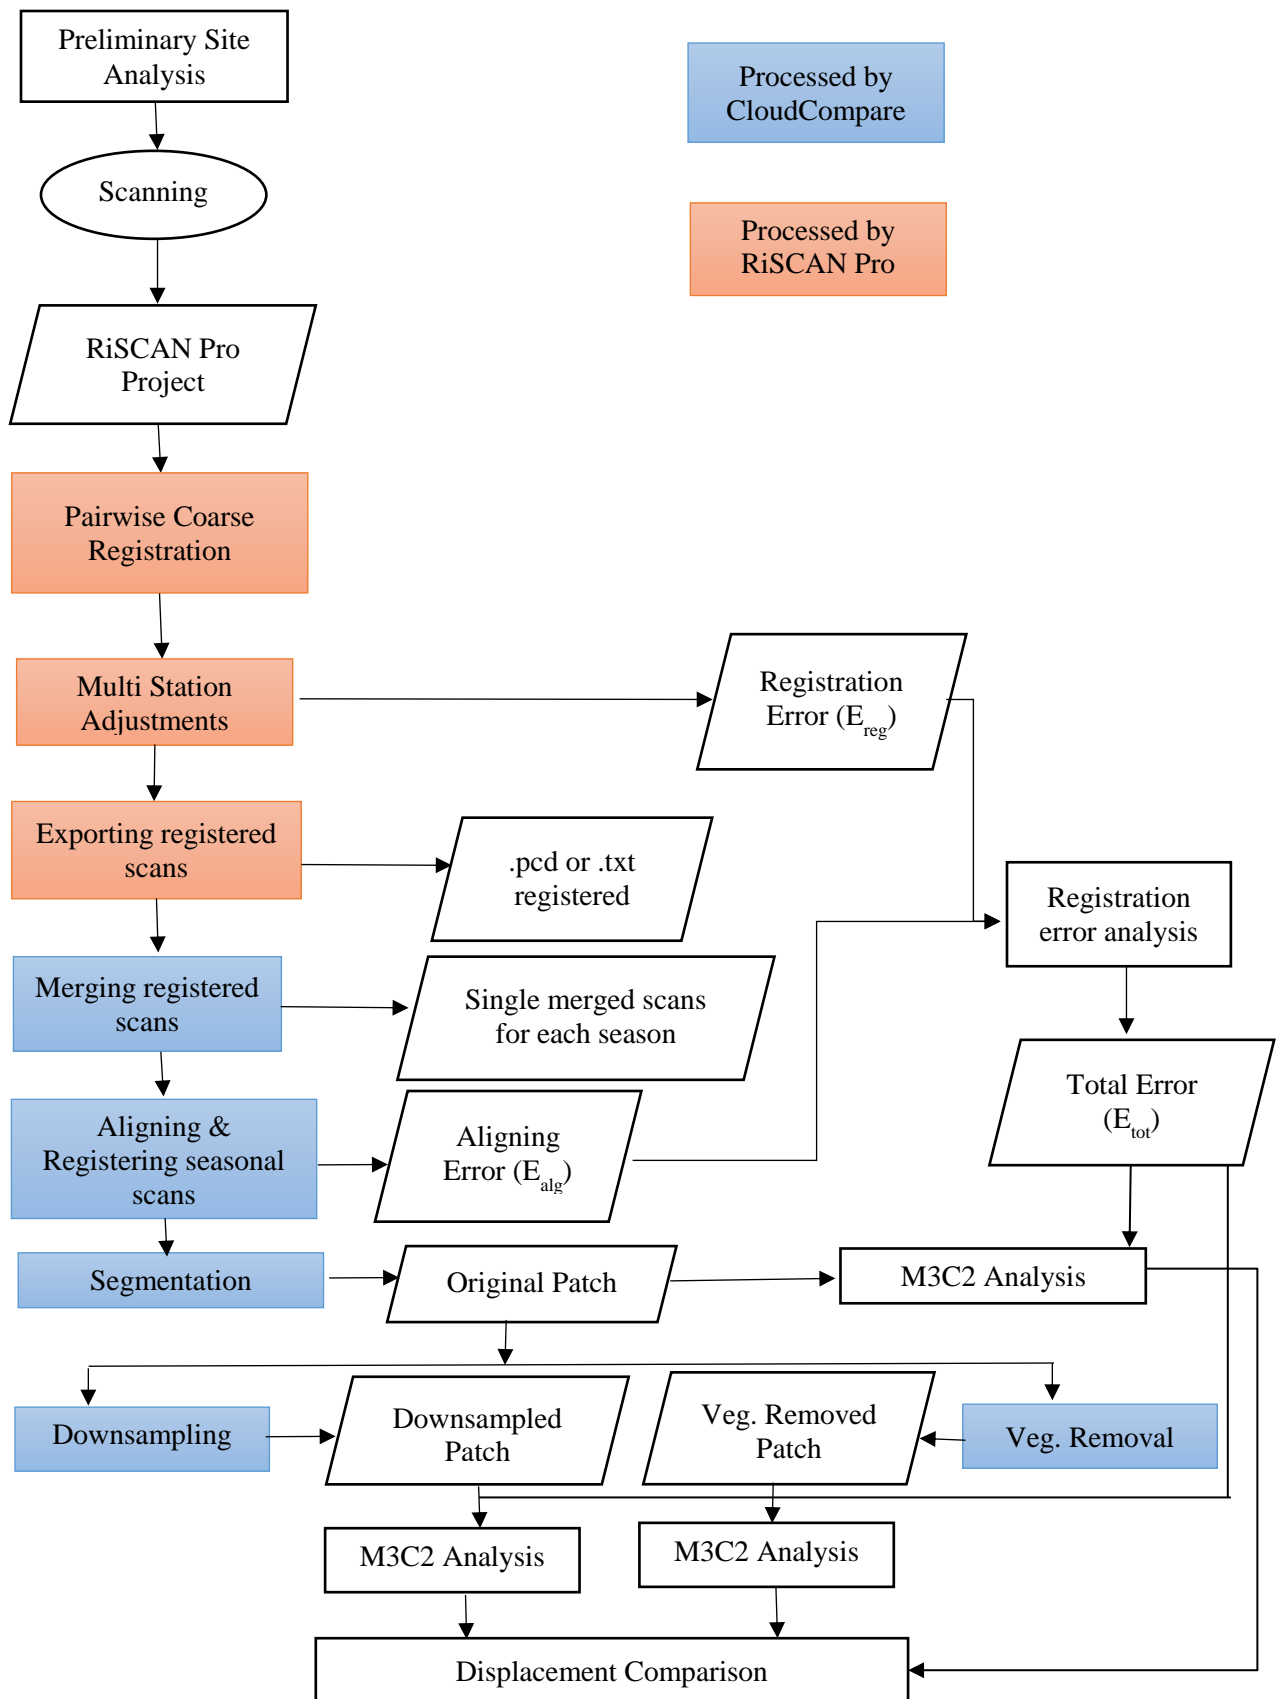 Preliminary Site
Analysis
Processed by
CloudCompare
Scanning
Processed by
RiSCAN Pro
RiSCAN Pro
Project
Pairwise Coarse
Registration
Multi Station
Adjustments
Registration
Error (E_reg)
Exporting registered
scans
.pcd or .txt
registered
Registration
error analysis
Merging registered
scans
Single merged scans
for each season
Total Error
(E_tot)
Aligning &
Registering seasonal
scans
Aligning
Error (E_alg)
Segmentation
Original Patch
M3C2 Analysis
Downsampling
Downsampled
Patch
Veg. Removed
Patch
Veg. Removal
M3C2 Analysis
M3C2 Analysis
Displacement Comparison